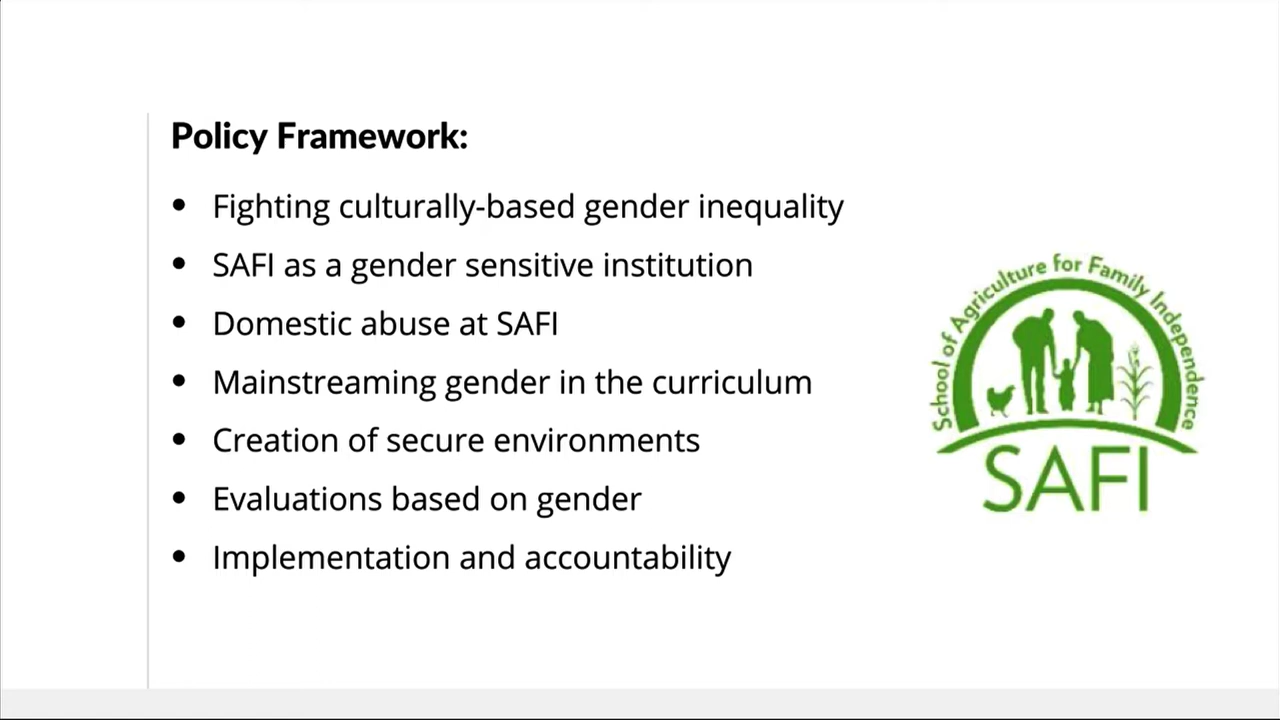 Policy Framework:
• Fighting culturally-based gender inequality
• SAFI as a gender sensitive institution
• Domestic abuse at SAFI
• Mainstreaming gender in the curriculum
• Creation of secure environments
• Evaluations based on gender
• Implementation and accountability
School of Agriculture for Family Independence
SAFI